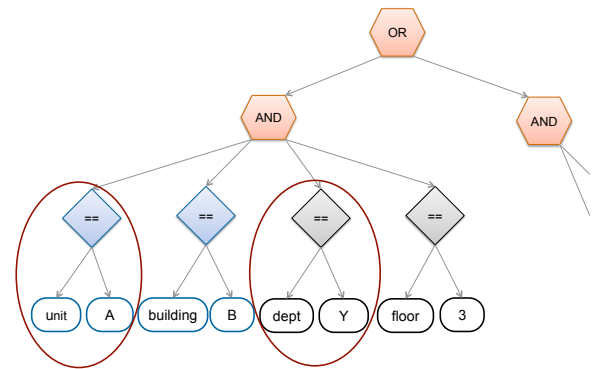 OR
AND
AND
== == == ==
unit A building B dept Y floor 3